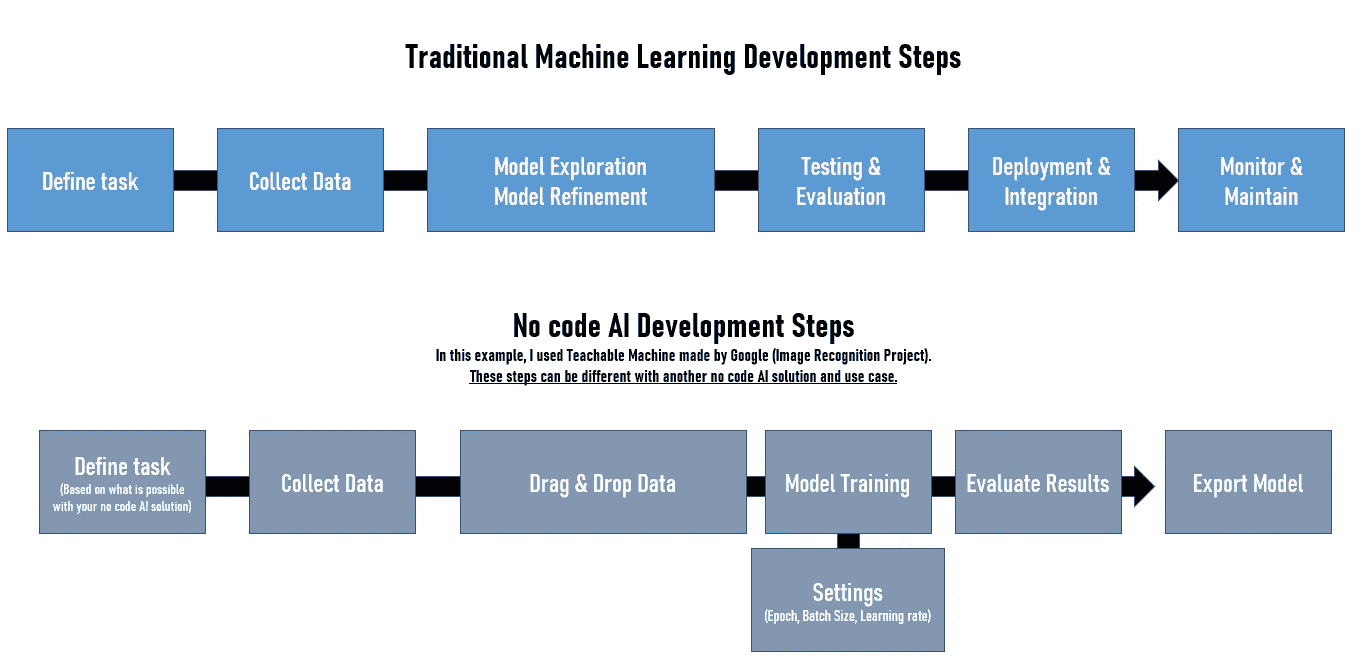 Traditional Machine Learning Development Steps
Define task
Collect Data
Model Exploration
Model Refinement
Testing &
Evaluation
Deployment &
Integration
Monitor &
Maintain
No code AI Development Steps
In this example, I used Teachable Machine made by Google (Image Recognition Project).
These steps can be different with another no code AI solution and use case.
Define task
(Based on what is possible
with your no code AI solution)
Collect Data
Drag & Drop Data
Model Training
Evaluate Results
Export Model
Settings
(Epoch, Batch Size, Learning rate)